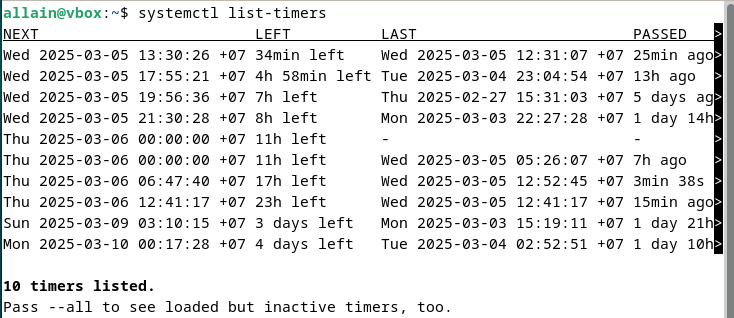 allain@vbox:~$ systemctl list-timers
NEXT                        LEFT          LAST                        PASSED   >
Wed 2025-03-05 13:30:26 +07 34min left    Wed 2025-03-05 12:31:07 +07 25min ago>
Wed 2025-03-05 17:55:21 +07 4h 58min left Tue 2025-03-04 23:04:54 +07 13h ago  >
Wed 2025-03-05 19:56:36 +07 7h left       Thu 2025-02-27 15:31:03 +07 5 days ag>
Wed 2025-03-05 21:30:28 +07 8h left       Mon 2025-03-03 22:27:28 +07 1 day 14h>
Thu 2025-03-06 00:00:00 +07 11h left      -                           -        >
Thu 2025-03-06 00:00:00 +07 11h left      Wed 2025-03-05 05:26:07 +07 7h ago   >
Thu 2025-03-06 06:47:40 +07 17h left      Wed 2025-03-05 12:52:45 +07 3min 38s >
Thu 2025-03-06 12:41:17 +07 23h left      Wed 2025-03-05 12:41:17 +07 15min ago>
Sun 2025-03-09 03:10:15 +07 3 days left   Mon 2025-03-03 15:19:11 +07 1 day 21h>
Mon 2025-03-10 00:17:28 +07 4 days left   Tue 2025-03-04 02:52:51 +07 1 day 10h>

10 timers listed.
Pass --all to see loaded but inactive timers, too.